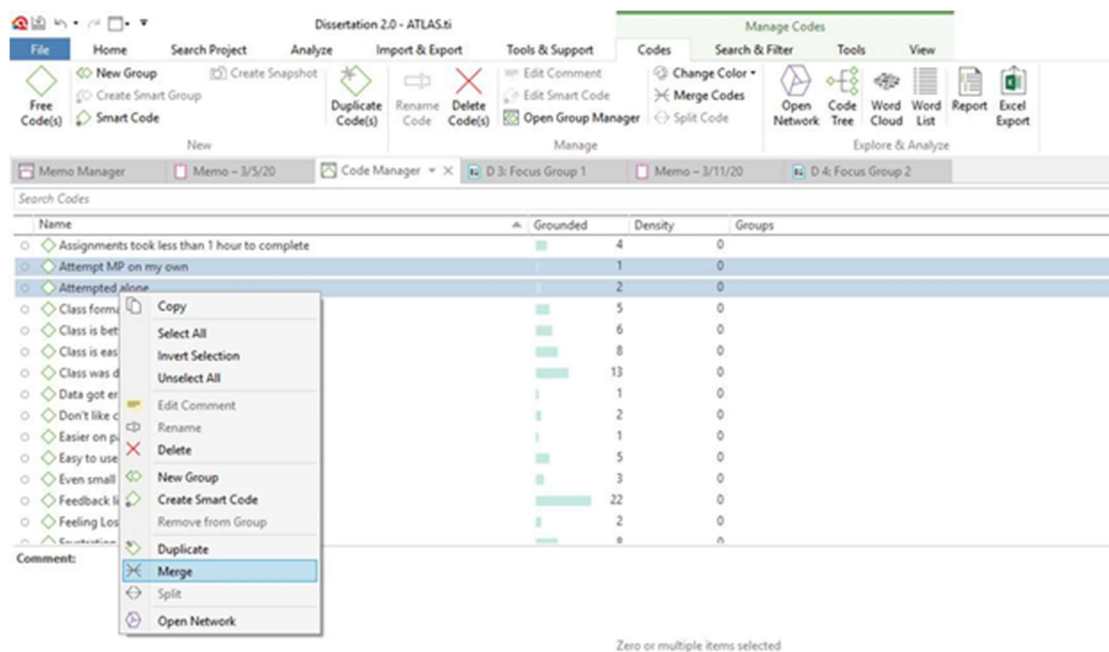 Dissertation 2.0 - ATLAS.ti
Manage Codes
File Home Search Project Analyze Import & Export Tools & Support Codes Search & Filter Tools View
New Group
Create Snapshot
Create Smart Group
Smart Code
Free Code(s)
New
Duplicate Code(s)
Rename Code
Delete Code(s)
Edit Comment
Edit Smart Code
Open Group Manager
Change Color
Merge Codes
Split Code
Manage
Open Network
Code Tree
Word Cloud
Word List
Report
Excel Export
Explore & Analyze
Memo Manager Memo – 3/5/20 Code Manager D 3: Focus Group 1 Memo – 3/11/20 D 4: Focus Group 2
Search Codes
Name Grounded Density Groups
Assignments took less than 1 hour to complete 4 0
Attempt MP on my own 1 0
Attempted alone 2 0
Class forma 5 0
Class is bet 6 0
Class is eas 8 0
Class was d 13 0
Data got er 1 0
Don't like c 2 0
Easier on p 1 0
Easy to use 5 0
Even small 3 0
Feedback li 22 0
Feeling Los 2 0
Frustration 8 0
Copy
Select All
Invert Selection
Unselect All
Edit Comment
Rename
Delete
New Group
Create Smart Code
Remove from Group
Duplicate
Merge
Split
Open Network
Comment:
Zero or multiple items selected